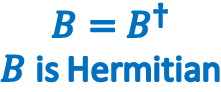 B = B†
B is Hermitian